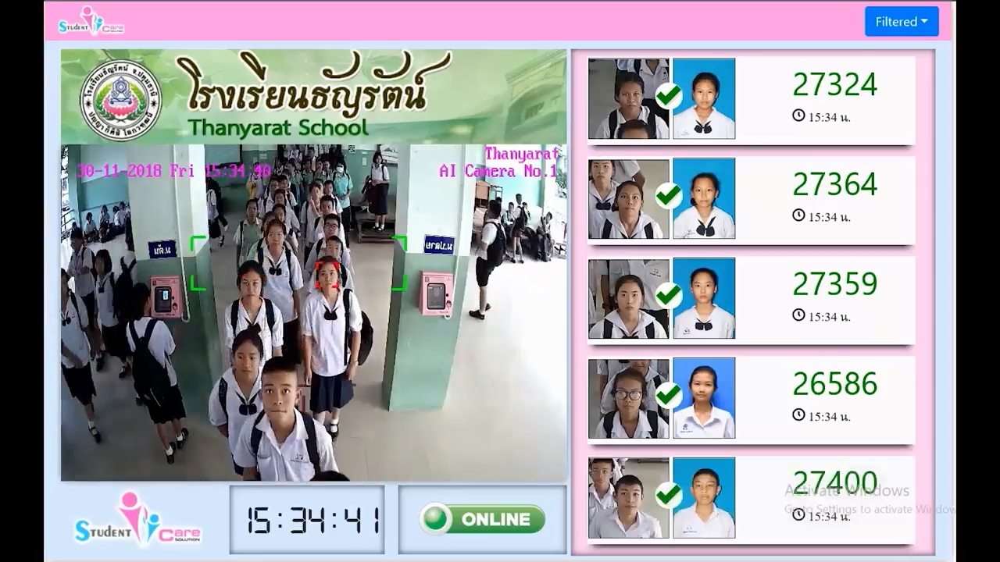 STUDENT Care
SOLUTION
Filtered
โรงเรียนธัญรัตน์
Thanyarat School
30-11-2018 Fri 15:34:40
Thanyarat
AI Camera No.1
27324
15:34 น.
27364
15:34 น.
27359
15:34 น.
26586
15:34 น.
27400
15:34 น.
Activate Windows
Go to Settings to activate Window
STUDENT Care
SOLUTION
15:34:41
ONLINE